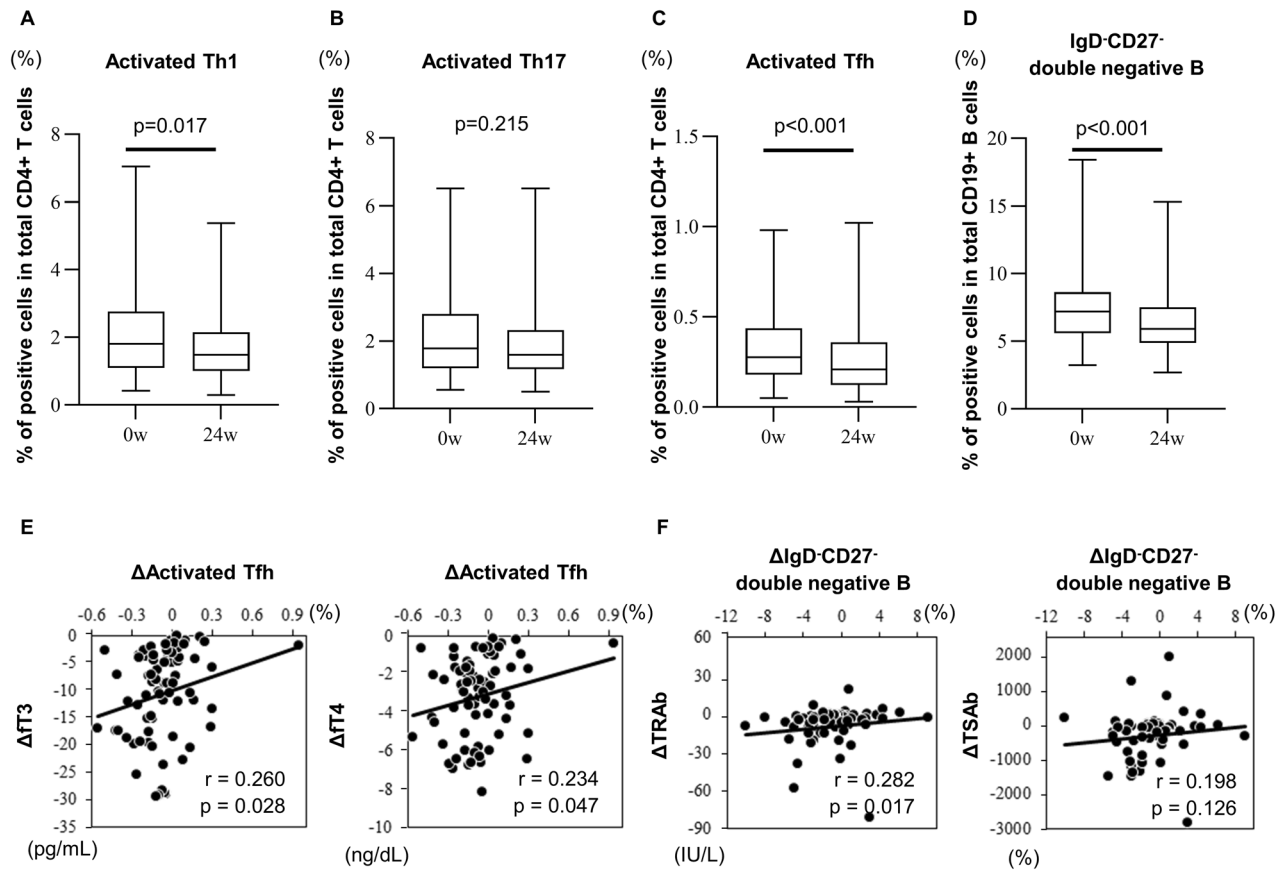 A
(%)
Activated Th1
% of positive cells in total CD4+ T cells
p=0.017
8
6
4
2
0
0w
24w
B
(%)
Activated Th17
% of positive cells in total CD4+ T cells
p=0.215
8
6
4
2
0
0w
24w
C
(%)
Activated Tfh
% of positive cells in total CD4+ T cells
p<0.001
1.5
1.0
0.5
0.0
0w
24w
D
(%)
IgD-CD27-
double negative B
% of positive cells in total CD19+ B cells
p<0.001
20
15
10
5
0
0w
24w
E
ΔActivated Tfh
-0.6 -0.3 0 0.3 0.6 0.9 (%)
ΔfT3
0
-5
-10
-15
-20
-25
-30
-35
r = 0.260
p = 0.028
(pg/mL)
ΔActivated Tfh
-0.6 -0.3 0 0.3 0.6 0.9 (%)
ΔfT4
0
-2
-4
-6
-8
-10
r = 0.234
p = 0.047
(ng/dL)
F
ΔIgD-CD27-
double negative B
-12 -8 -4 0 4 8 (%)
ΔTRAb
60
30
0
-30
-60
-90
r = 0.282
p = 0.017
(IU/L)
ΔIgD-CD27-
double negative B
-12 -8 -4 0 4 8 (%)
ΔTSAb
2000
1000
0
-1000
-2000
-3000
r = 0.198
p = 0.126
(%)